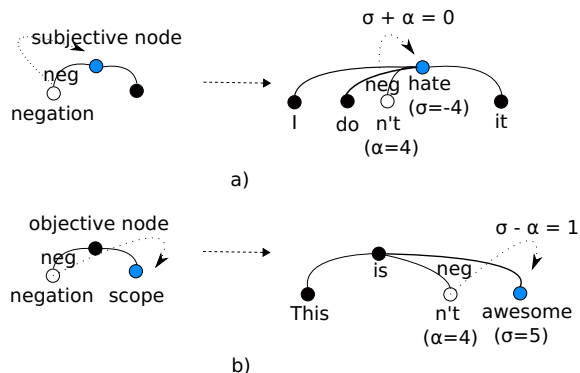 subjective node
neg
negation
σ + α = 0
neg hate
I
do
n't
(σ=-4)
it
(α=4)
a)
objective node
neg
negation
scope
σ - α = 1
is
neg
This
n't
awesome
(α=4)
(σ=5)
b)